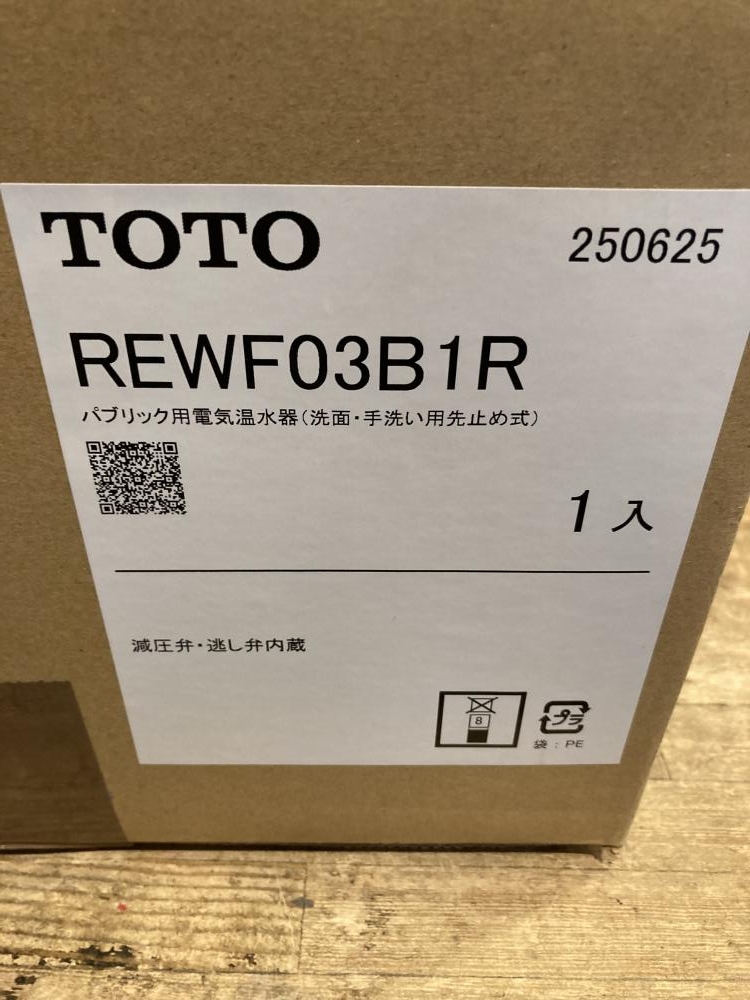 TOTO 250625
REWF03B1R
パブリック用電気温水器(洗面・手洗い用先止め式)
1入
減圧弁・逃し弁内蔵
8
プラ
袋：PE